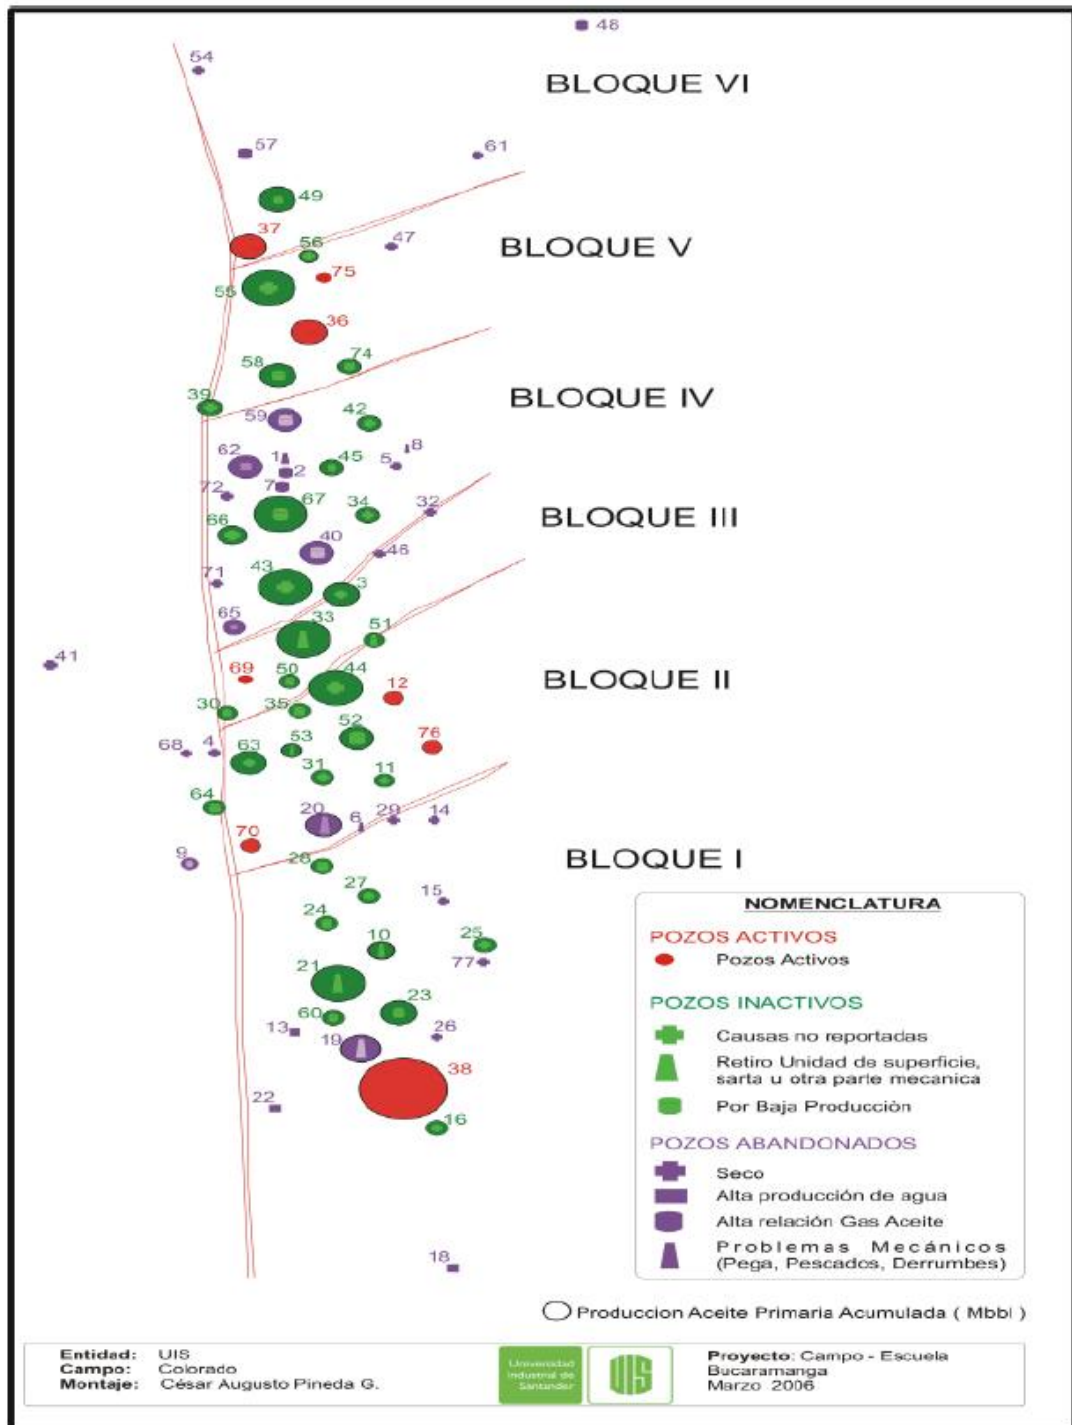 48
54
BLOQUE VI
57
61
49
37
56
47
BLOQUE V
75
55
36
74
58
39
BLOQUE IV
59
42
62
1
8
45
5
2
72
7
67
34
32
BLOQUE III
66
40
46
43
71
3
65
33
51
41
69
50
44
12
BLOQUE II
30
35
52
76
68
4
63
53
31
11
64
20
6
29
14
70
9
28
BLOQUE I
27
15
24
10
25
21
77
23
60
13
19
26
38
22
16
18
NOMENCLATURA
POZOS ACTIVOS
Pozos Activos
POZOS INACTIVOS
Causas no reportadas
Retiro Unidad de superficie,
sarta u otra parte mecanica
Por Baja Producciòn
POZOS ABANDONADOS
Seco
Alta producción de agua
Alta relación Gas Aceite
Problemas Mecánicos
(Pega, Pescados, Derrumbes)
Produccion Aceite Primaria Acumulada ( Mbbl )
Entidad: UIS
Campo: Colorado
Montaje: César Augusto Pineda G.
Universidad
Industrial de
Santander
UIS
Proyecto: Campo - Escuela
Bucaramanga
Marzo 2006